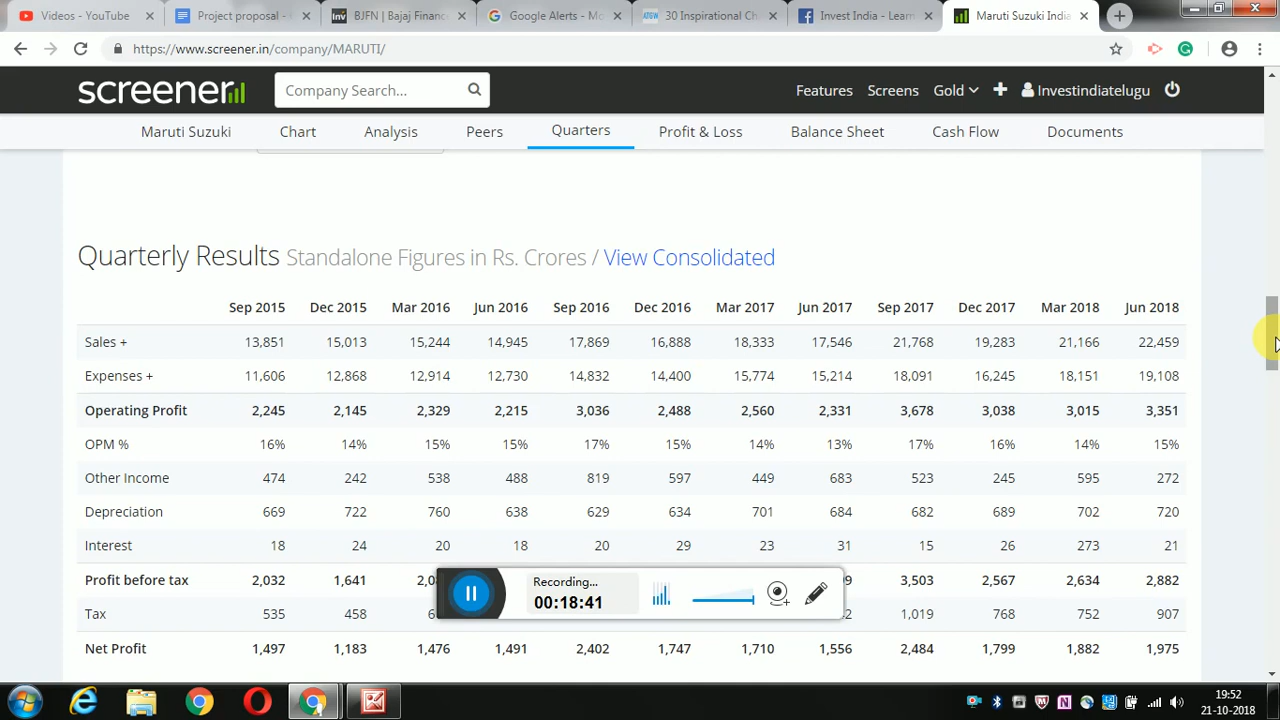 Videos - YouTube
Project proposal -
BJFN | Bajaj Financ
Google Alerts - Mo
30 Inspirational Ch
Invest India - Learn
Maruti Suzuki India
https://www.screener.in/company/MARUTI/
screener
Company Search...
Features Screens Gold Investindiatelugu
Maruti Suzuki Chart Analysis Peers Quarters Profit & Loss Balance Sheet Cash Flow Documents
Quarterly Results Standalone Figures in Rs. Crores / View Consolidated
Sep 2015 Dec 2015 Mar 2016 Jun 2016 Sep 2016 Dec 2016 Mar 2017 Jun 2017 Sep 2017 Dec 2017 Mar 2018 Jun 2018
Sales + 13,851 15,013 15,244 14,945 17,869 16,888 18,333 17,546 21,768 19,283 21,166 22,459
Expenses + 11,606 12,868 12,914 12,730 14,832 14,400 15,774 15,214 18,091 16,245 18,151 19,108
Operating Profit 2,245 2,145 2,329 2,215 3,036 2,488 2,560 2,331 3,678 3,038 3,015 3,351
OPM % 16% 14% 15% 15% 17% 15% 14% 13% 17% 16% 14% 15%
Other Income 474 242 538 488 819 597 449 683 523 245 595 272
Depreciation 669 722 760 638 629 634 701 684 682 689 702 720
Interest 18 24 20 18 20 29 23 31 15 26 273 21
Profit before tax 2,032 1,641 3,503 2,567 2,634 2,882
Tax 535 458 1,019 768 752 907
Net Profit 1,497 1,183 1,476 1,491 2,402 1,747 1,710 1,556 2,484 1,799 1,882 1,975
Recording...
00:18:41
19:52
21-10-2018